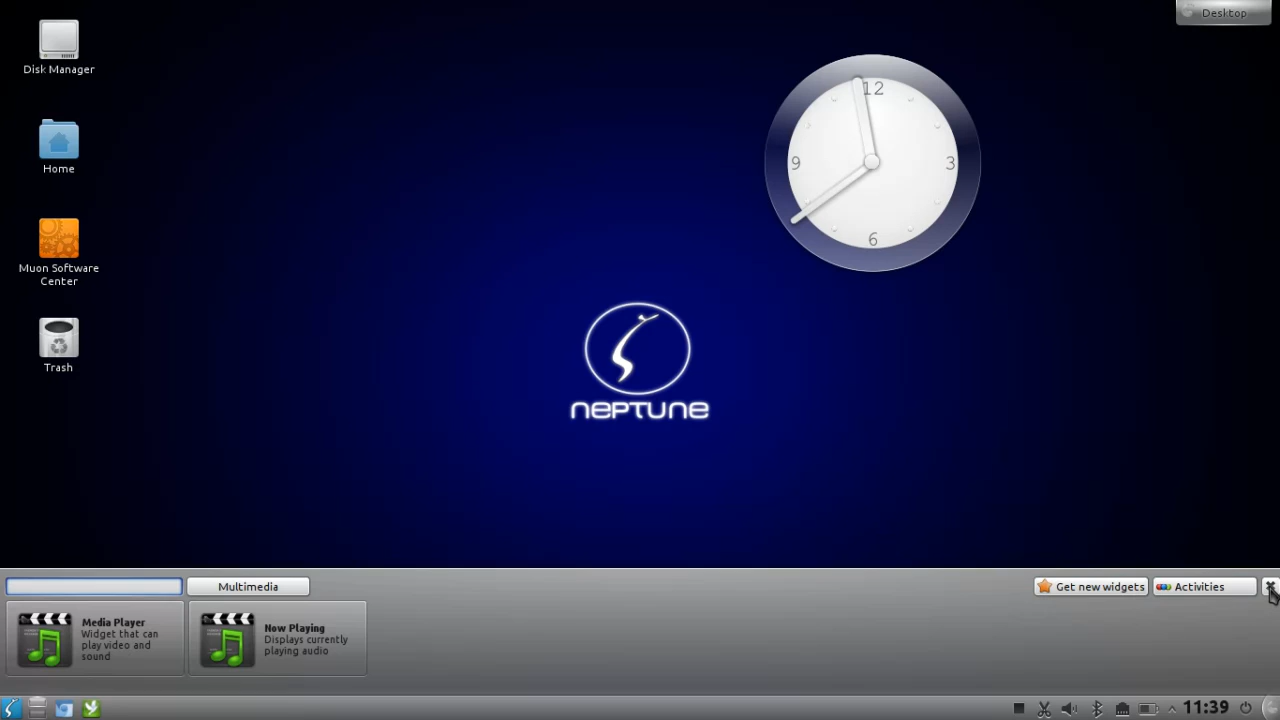 Desktop
Disk Manager
Home
Muon Software
Center
Trash
12
9
3
6
NEPTUNE
Multimedia
Get new widgets
Activities
Media Player
Widget that can
play video and
sound
Now Playing
Displays currently
playing audio
11:39